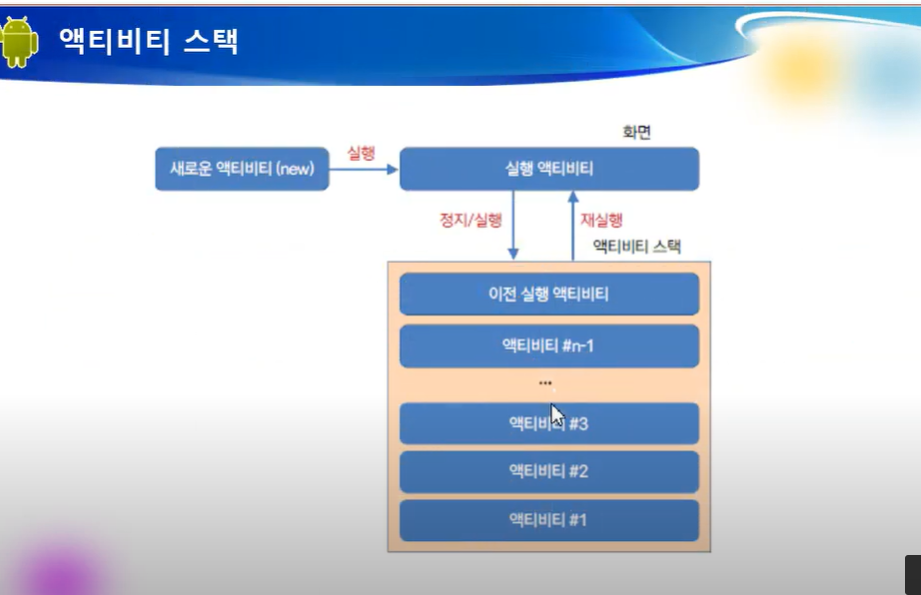 액티비티 스택
화면
새로운 액티비티 (new)
실행
실행 액티비티
정지/실행
재실행
액티비티 스택
이전 실행 액티비티
액티비티 #n-1
...
액티비티 #3
액티비티 #2
액티비티 #1